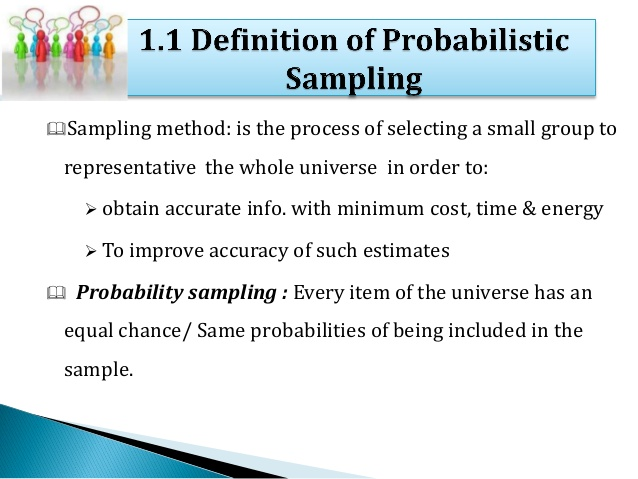 1.1 Definition of Probabilistic
Sampling
Sampling method: is the process of selecting a small group to
representative the whole universe in order to:
obtain accurate info. with minimum cost, time & energy
To improve accuracy of such estimates
Probability sampling : Every item of the universe has an
equal chance/ Same probabilities of being included in the
sample.